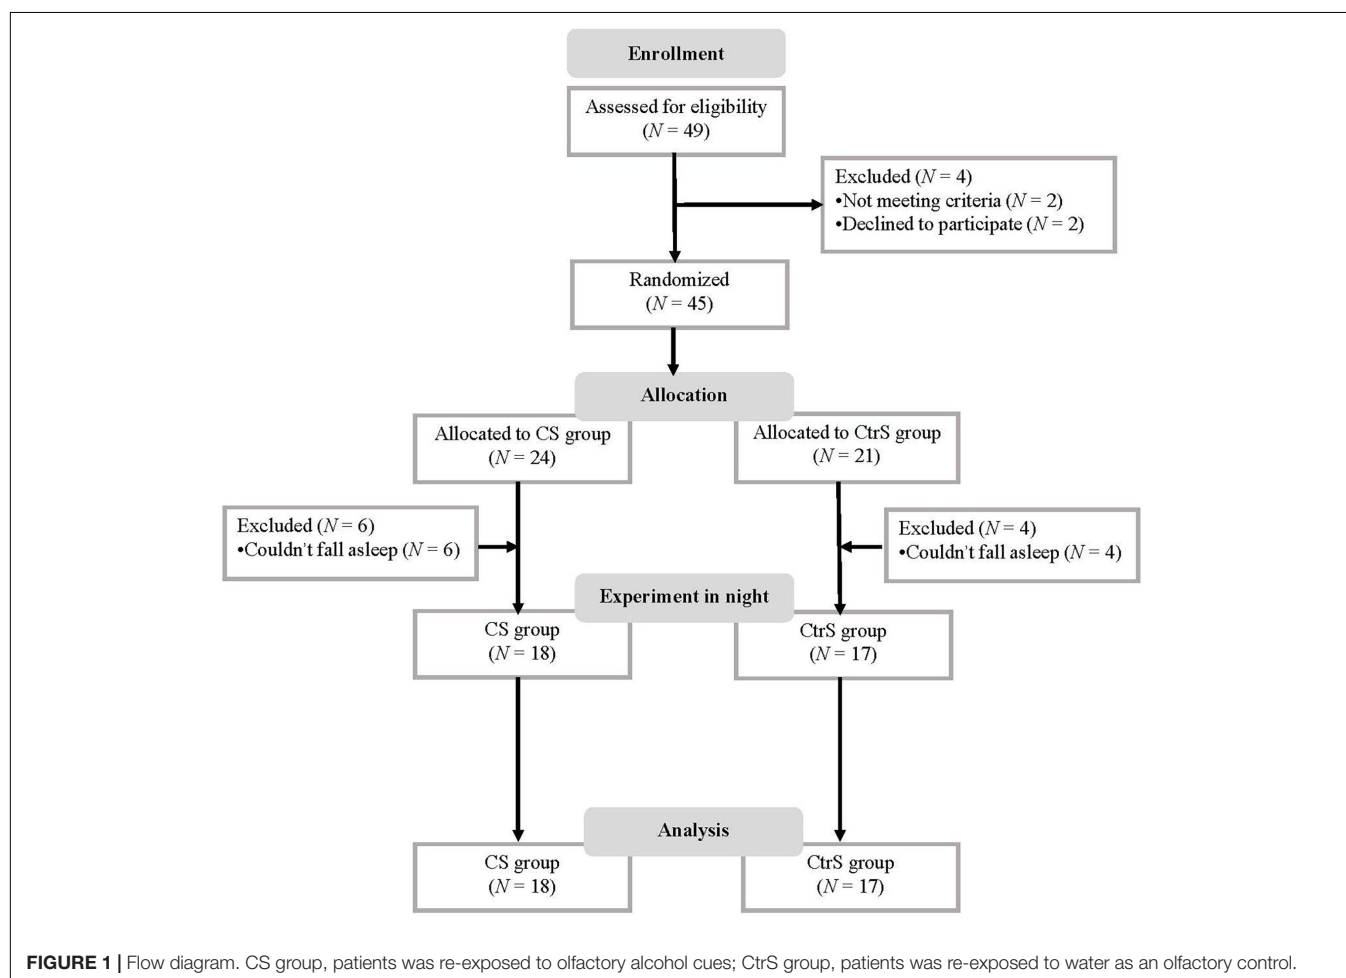 Enrollment
Assessed for eligibility
(N = 49)
Excluded (N = 4)
•Not meeting criteria (N = 2)
•Declined to participate (N = 2)
Randomized
(N = 45)
Allocation
Allocated to CS group
(N = 24)
Allocated to CtrS group
(N = 21)
Excluded (N = 6)
•Couldn't fall asleep (N = 6)
Excluded (N = 4)
•Couldn't fall asleep (N = 4)
Experiment in night
CS group
(N = 18)
CtrS group
(N = 17)
Analysis
CS group
(N = 18)
CtrS group
(N = 17)
FIGURE 1 | Flow diagram. CS group, patients was re-exposed to olfactory alcohol cues; CtrS group, patients was re-exposed to water as an olfactory control.